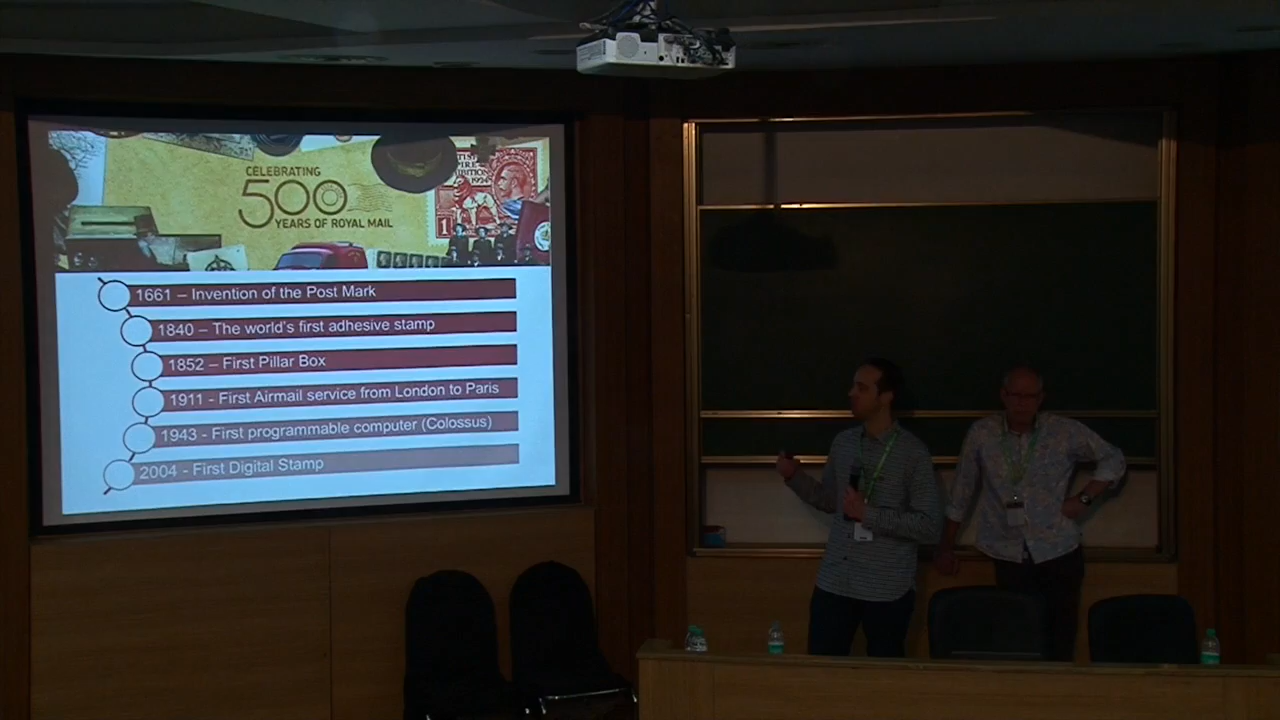 CELEBRATING
500
YEARS OF ROYAL MAIL
1924
1
1661 – Invention of the Post Mark
1840 – The world's first adhesive stamp
1852 – First Pillar Box
1911 - First Airmail service from London to Paris
1943 - First programmable computer (Colossus)
2004 - First Digital Stamp